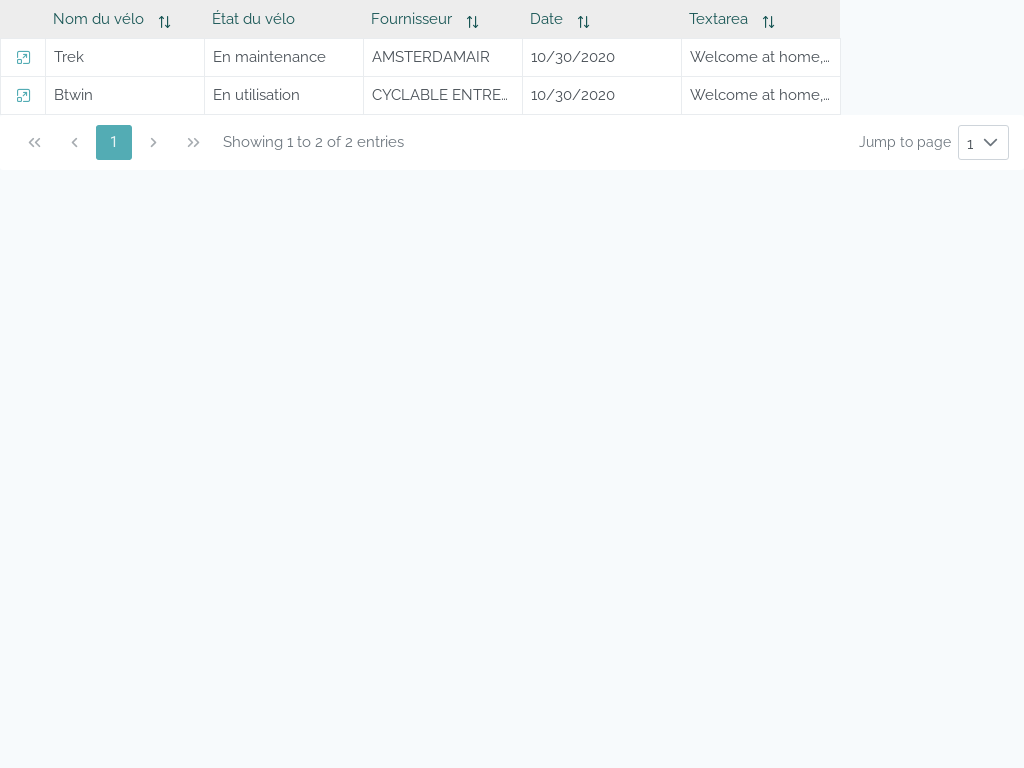 Nom du vélo État du vélo Fournisseur Date Textarea
Trek En maintenance AMSTERDAMAIR 10/30/2020 Welcome at home,...
Btwin En utilisation CYCLABLE ENTRE... 10/30/2020 Welcome at home,...
1 Showing 1 to 2 of 2 entries Jump to page 1